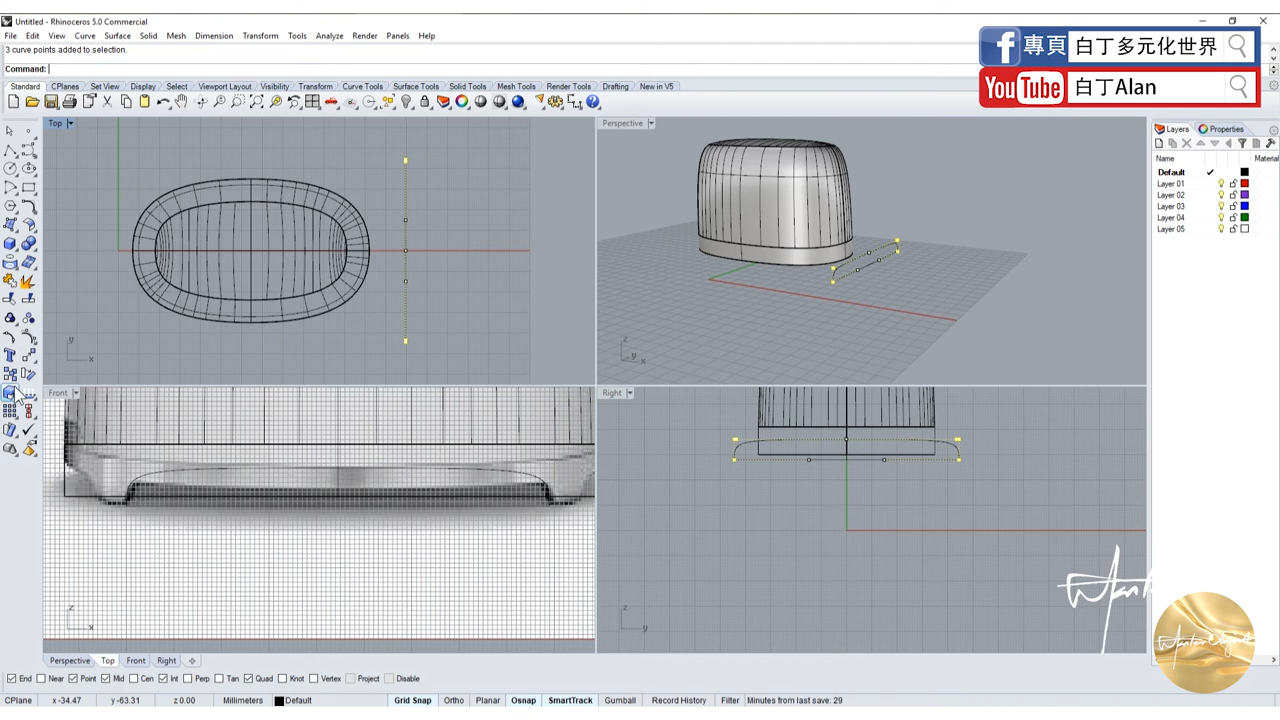 Untitled - Rhinoceros 5.0 Commercial
File Edit View Curve Surface Solid Mesh Dimension Transform Tools Analyze Render Panels Help
3 curve points added to selection.
Command:
專頁 白丁多元化世界
YouTube 白丁Alan
Standard CPlanes Set View Display Select Viewport Layout Visibility Transform Curve Tools Surface Tools Solid Tools Mesh Tools Render Tools Drafting New in V5
Top
Perspective
Layers Properties
Name Material
Default
Layer 01
Layer 02
Layer 03
Layer 04
Layer 05
y
x
z
y
x
Front
Right
z
x
z
y
Perspective Top Front Right
End Near Point Mid Cen Int Perp Tan Quad Knot Vertex Project Disable
CPlane x -34.47 y -63.31 z 0.00 Millimeters Default Grid Snap Ortho Planar Osnap SmartTrack Gumball Record History Filter Minutes from last save: 29